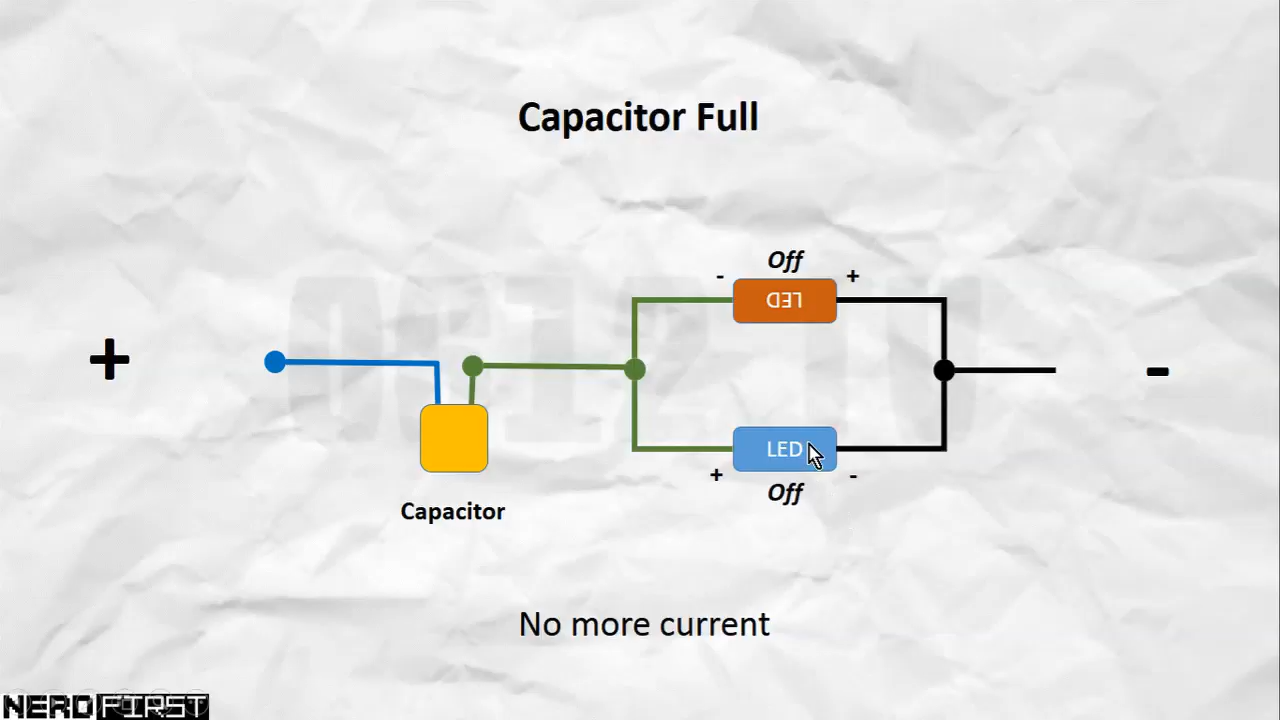 Capacitor Full
Off
- +
LED
+ -
LED
+ -
Off
Capacitor
No more current
NERDFIRST